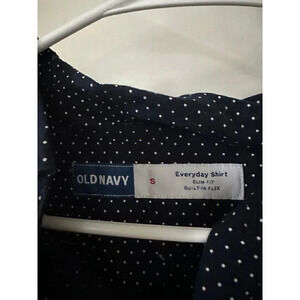 OLD NAVY
S
Everyday Shirt
SLIM FIT
BUILT-IN FLEX